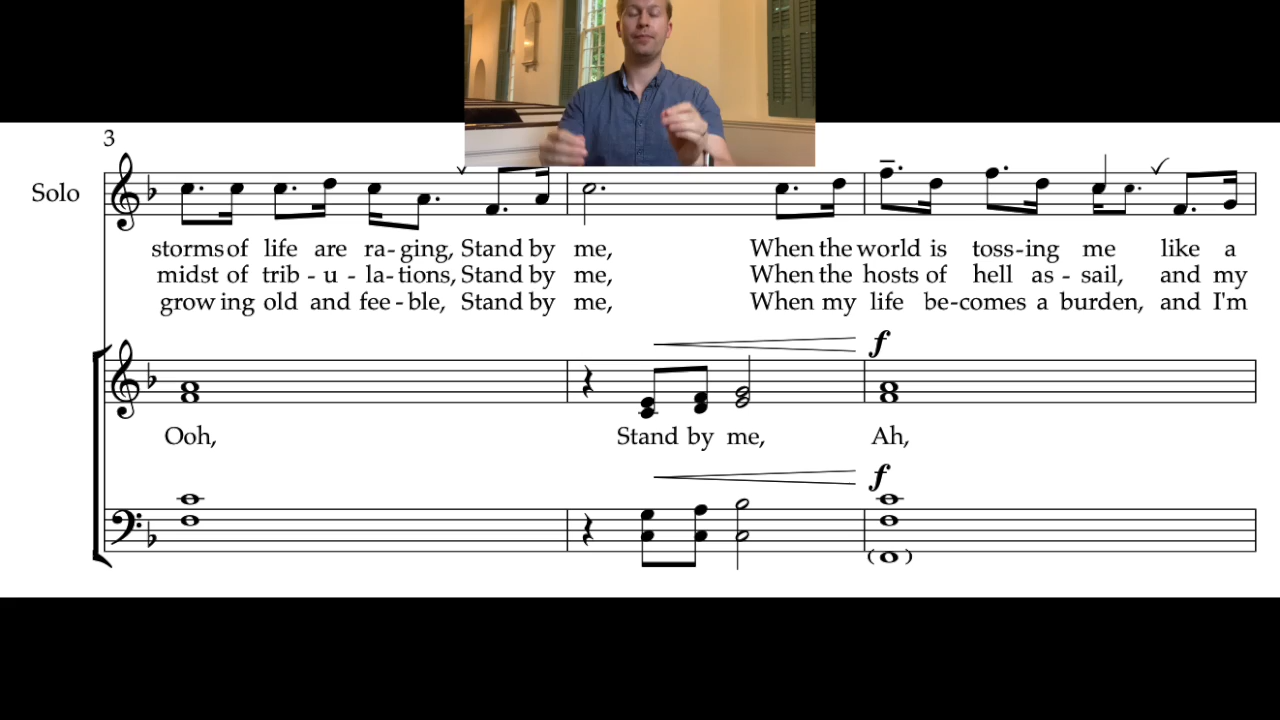 3
Solo
storms of life are ra - ging, Stand by me, When the world is toss - ing me like a
midst of trib - u - la - tions, Stand by me, When the hosts of hell as - sail, and my
grow ing old and fee - ble, Stand by me, When my life be - comes a burden, and I'm
f
Ooh, Stand by me, Ah,
f
( )